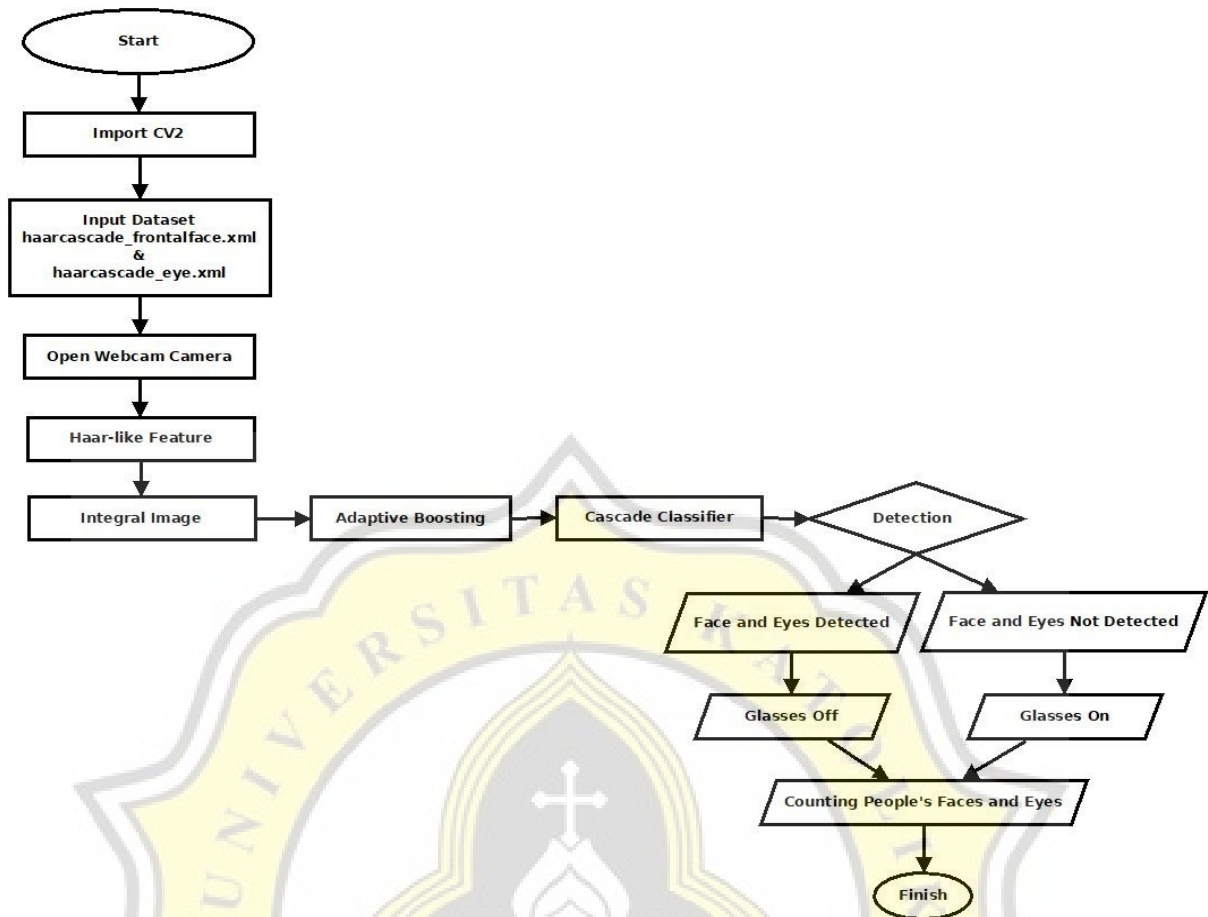 Start
Import CV2
Input Dataset
haarcascade_frontalface.xml
&
haarcascade_eye.xml
Open Webcam Camera
Haar-like Feature
Integral Image
Adaptive Boosting
Cascade Classifier
Detection
Face and Eyes Detected
Face and Eyes Not Detected
Glasses Off
Glasses On
Counting People's Faces and Eyes
Finish
UNIVERSITAS KATOLIK